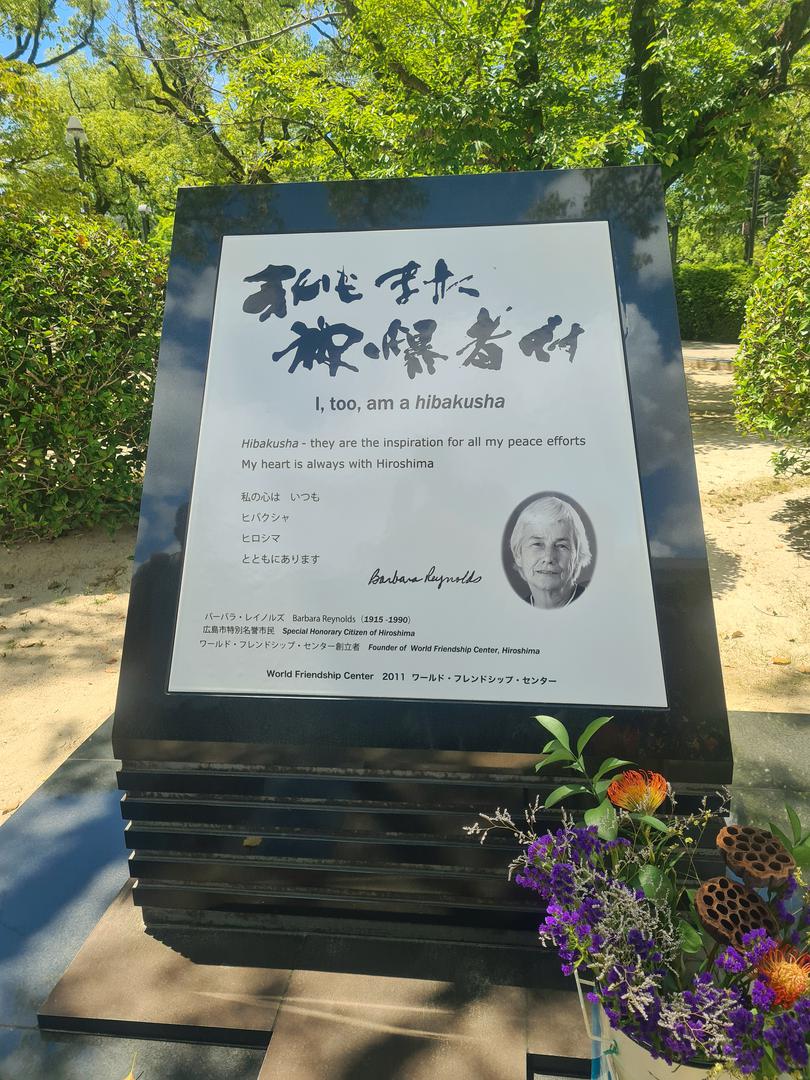 私もまた
被爆者です
I, too, am a hibakusha
Hibakusha - they are the inspiration for all my peace efforts
My heart is always with Hiroshima
私の心は　いつも
ヒバクシャ
ヒロシマ
とともにあります
Barbara Reynolds
バーバラ・レイノルズ　Barbara Reynolds（1915 -1990）
広島市特別名誉市民　Special Honorary Citizen of Hiroshima
ワールド・フレンドシップ・センター創立者　Founder of World Friendship Center, Hiroshima
World Friendship Center　2011　ワールド・フレンドシップ・センター